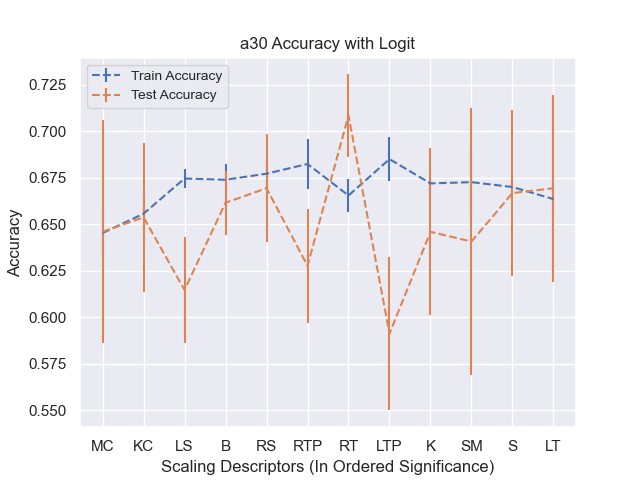 a30 Accuracy with Logit
Train Accuracy
Test Accuracy
0.725
0.700
0.675
0.650
0.625
0.600
0.575
0.550
Accuracy
MC KC LS B RS RTP RT LTP K SM S LT
Scaling Descriptors (In Ordered Significance)